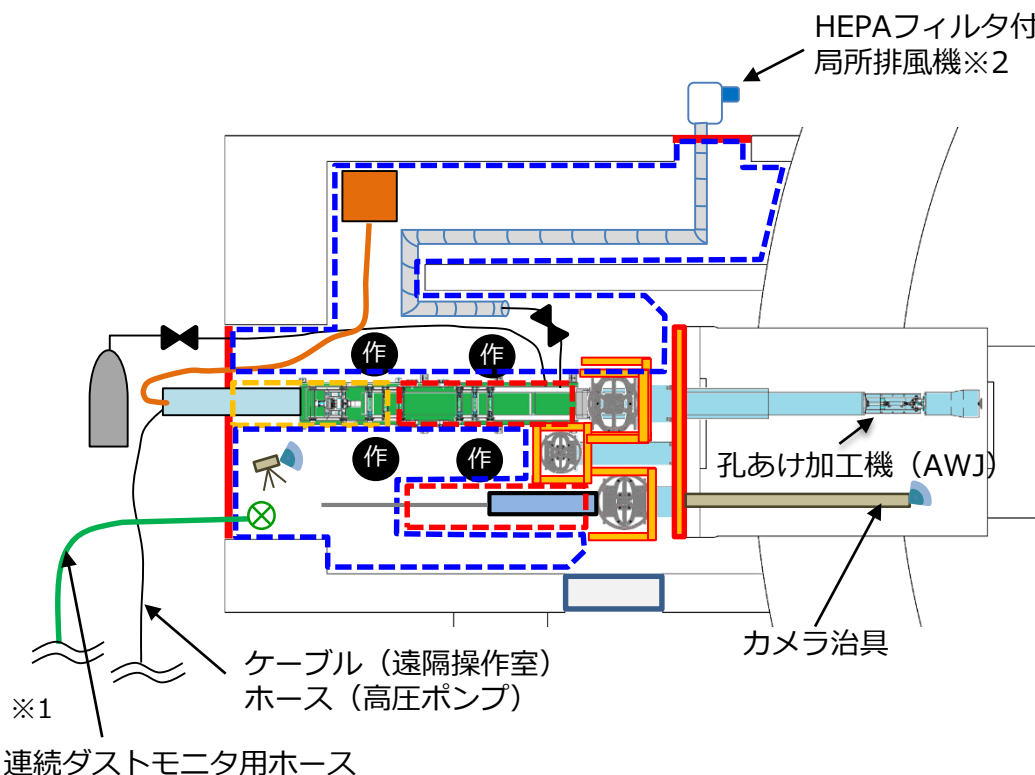 HEPAフィルタ付
局所排風機※2
作
作
作
作
孔あけ加工機（AWJ）
カメラ治具
ケーブル（遠隔操作室）
ホース（高圧ポンプ）
※1
連続ダストモニタ用ホース